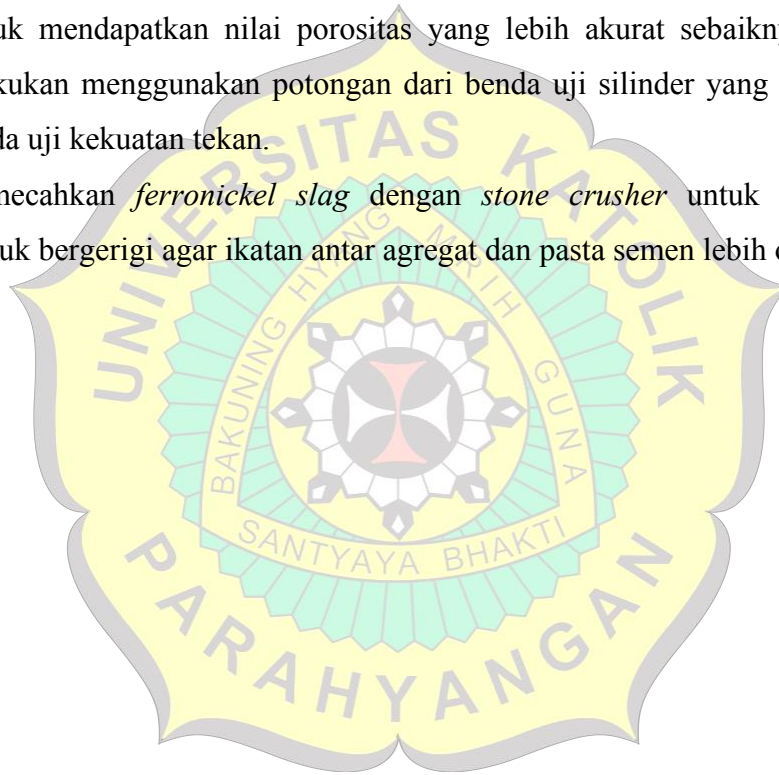 uk mendapatkan nilai porositas yang lebih akurat sebaikny
kukan menggunakan potongan dari benda uji silinder yang
da uji kekuatan tekan.
mecahkan ferronickel slag dengan stone crusher untuk
uk bergerigi agar ikatan antar agregat dan pasta semen lebih
UNIVERSITAS KATOLIK
PARAHYANGAN
BAKUNING HYANG MRIH GUNA
SANTYAYA BHAKTI